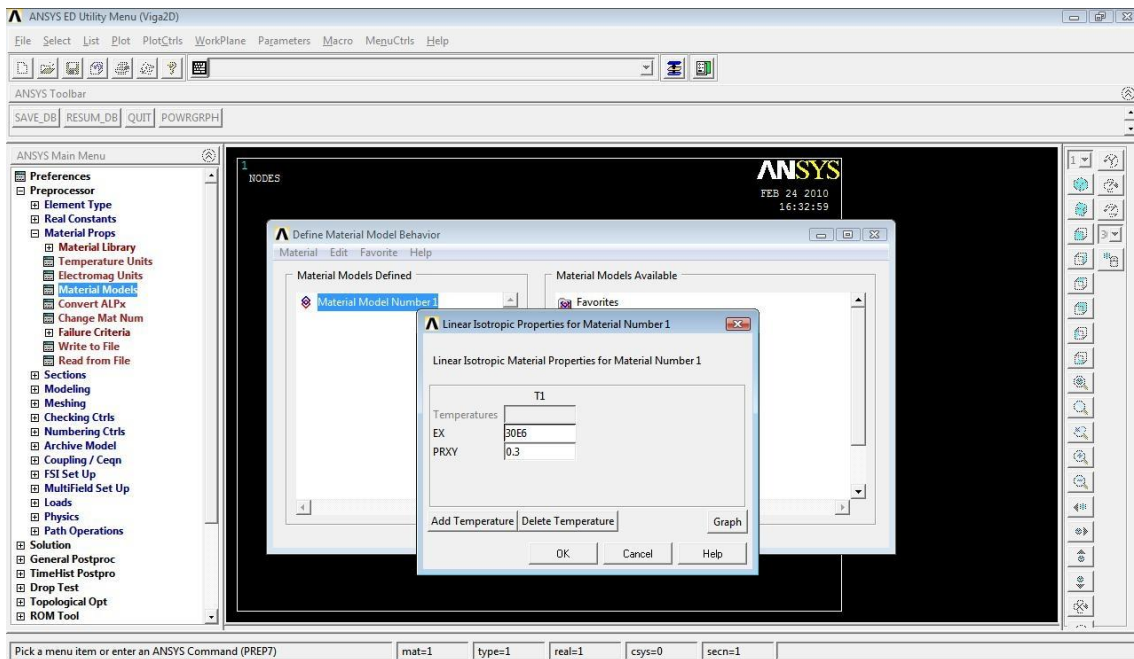 ANSYS ED Utility Menu (Viga2D)
File Select List Plot PlotCtrls WorkPlane Parameters Macro MenuCtrls Help
ANSYS Toolbar
SAVE_DB RESUM_DB QUIT POWRGRPH
ANSYS Main Menu
Preferences
Preprocessor
Element Type
Real Constants
Material Props
Material Library
Temperature Units
Electromag Units
Material Models
Convert ALPx
Change Mat Num
Failure Criteria
Write to File
Read from File
Sections
Modeling
Meshing
Checking Ctrls
Numbering Ctrls
Archive Model
Coupling / Ceqn
FSI Set Up
MultiField Set Up
Loads
Physics
Path Operations
Solution
General Postproc
TimeHist Postpro
Drop Test
Topological Opt
ROM Tool
1
NODES
ANSYS
FEB 24 2010
16:32:59
Define Material Model Behavior
Material Edit Favorite Help
Material Models Defined
Material Models Available
Material Model Number 1
Favorites
Linear Isotropic Properties for Material Number 1
Linear Isotropic Material Properties for Material Number 1
T1
Temperatures
EX 30E6
PRXY 0.3
Add Temperature Delete Temperature Graph
OK Cancel Help
1
3
Pick a menu item or enter an ANSYS Command (PREP7) mat=1 type=1 real=1 csys=0 secn=1